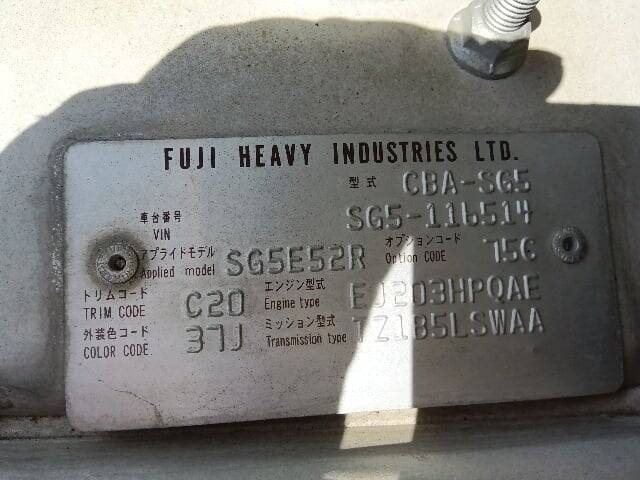 FUJI HEAVY INDUSTRIES LTD.
型式 CBA-SG5
車台番号 VIN SG5-116514
アプライドモデル Applied model SG5E52R オプションコード Option CODE 156
トリムコード TRIM CODE C20 エンジン型式 Engine type EJ203HPQAE
外装色コード COLOR CODE 37J ミッション型式 Transmission type TZ1B5LSWAA